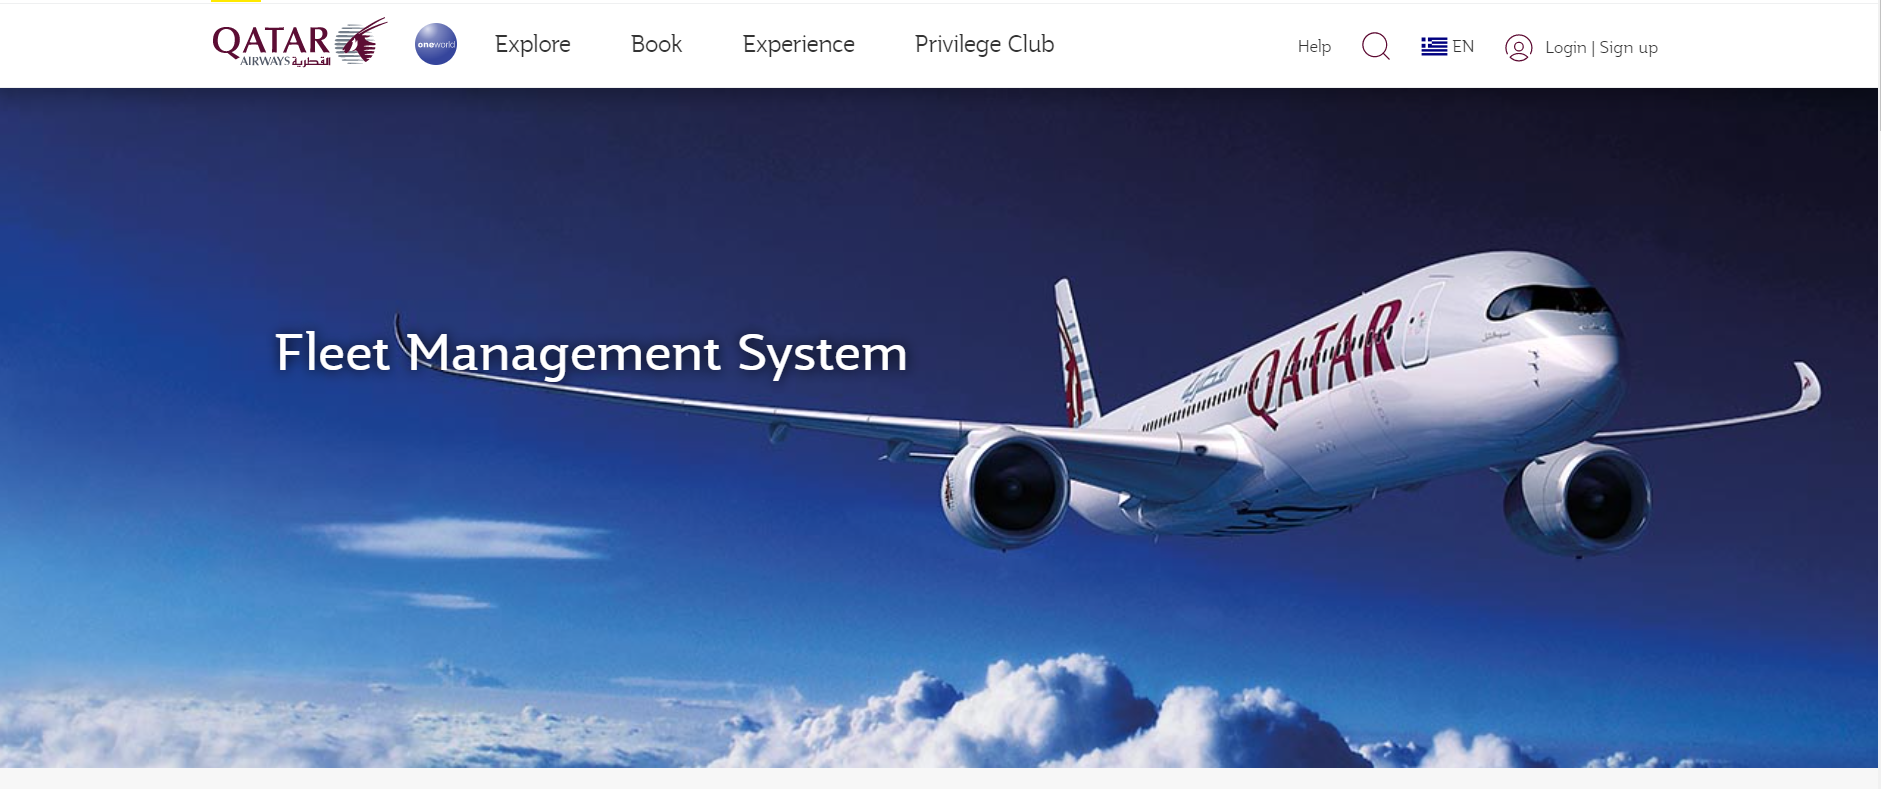 QATAR
AIRWAYS القطرية
oneworld
Explore
Book
Experience
Privilege Club
Help
EN
Login | Sign up
Fleet Management System
القطرية
QATAR